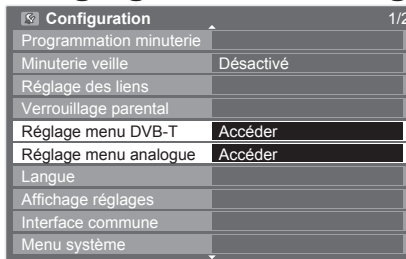 Configuration 1/2
Programmation minuterie
Minuterie veille Désactivé
Réglage des liens
Verrouillage parental
Réglage menu DVB-T Accéder
Réglage menu analogue Accéder
Langue
Affichage réglages
Interface commune
Menu système